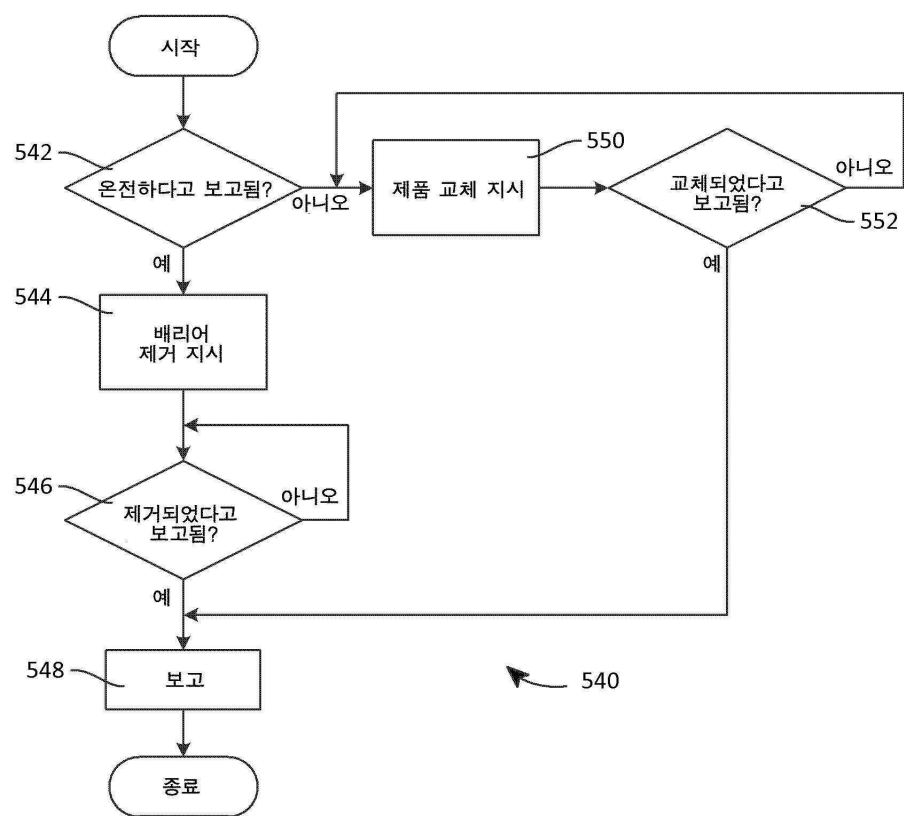 시작
542
온전하다고 보고됨?
아니오
예
550
제품 교체 지시
교체되었다고
보고됨?
아니오
552
예
544
배리어
제거 지시
546
제거되었다고
보고됨?
아니오
예
548
보고
540
종료